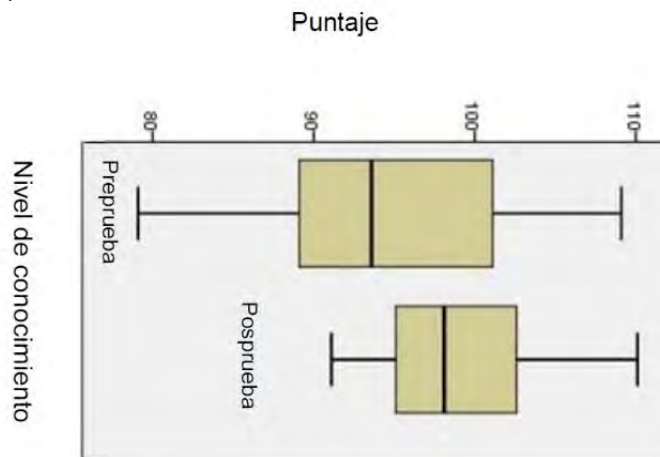 Puntaje
80
90
100
110
Preprueba
Posprueba
Nivel de conocimiento